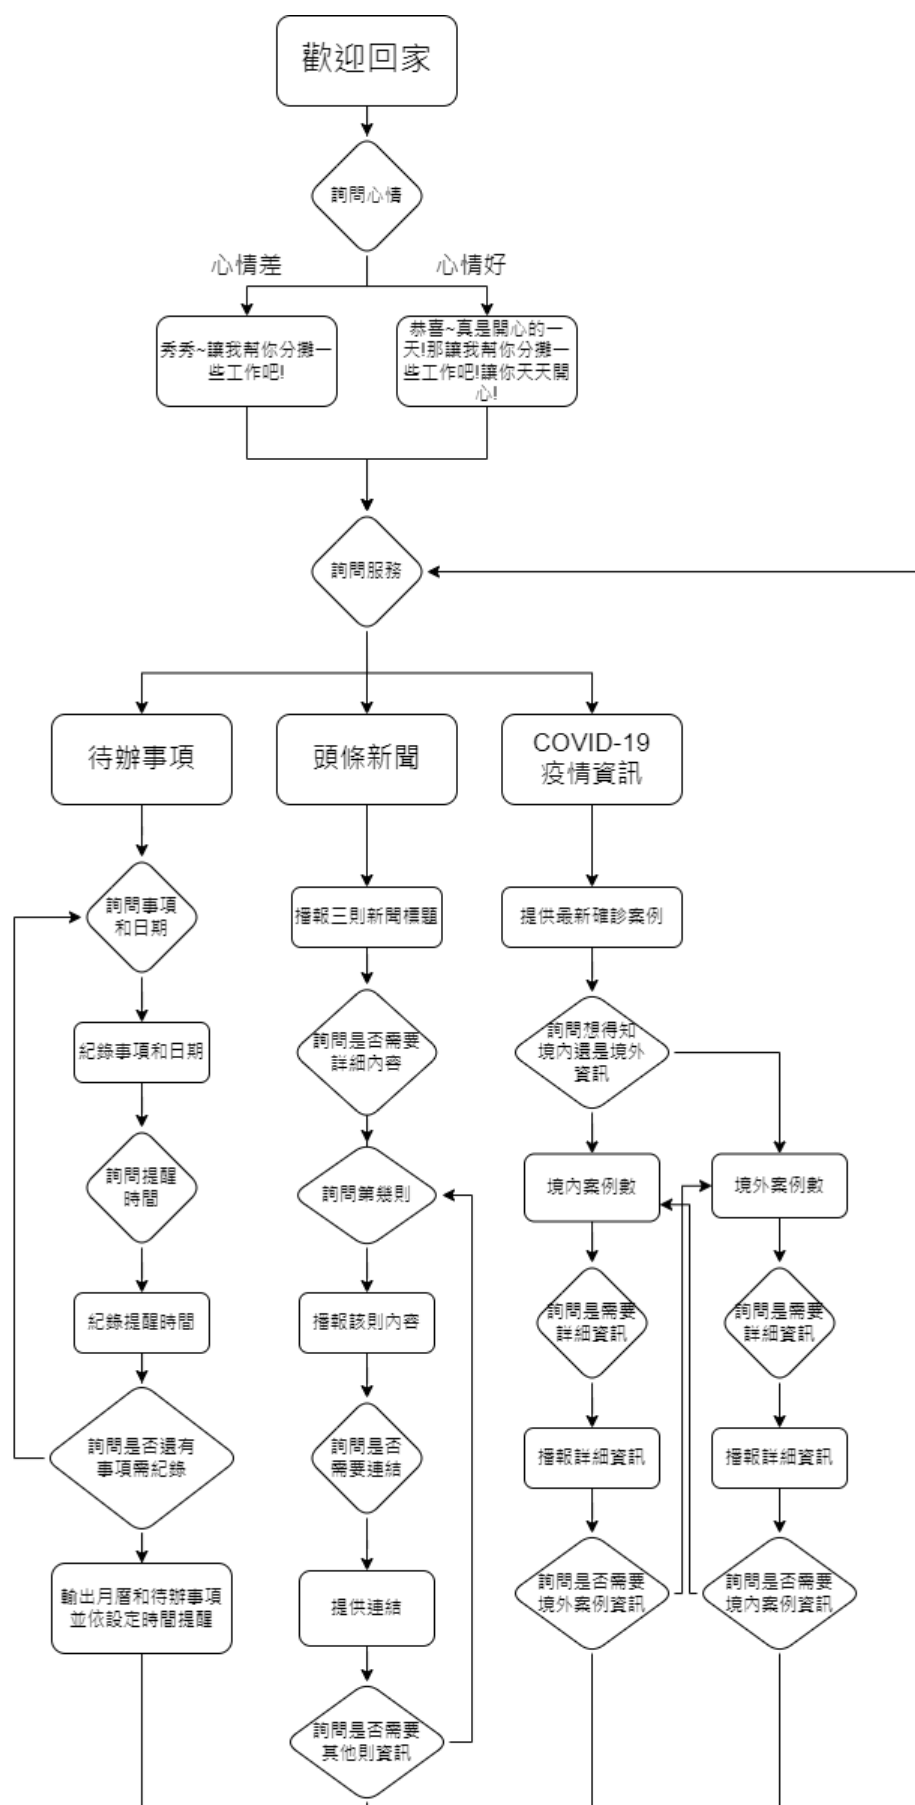 歡迎回家
詢問心情
心情差
心情好
秀秀~讓我幫你分攤一
些工作吧!
恭喜~真是開心的一
天!那讓我幫你分攤一
些工作吧!讓你天天開
心!
詢問服務
待辦事項
頭條新聞
COVID-19
疫情資訊
詢問事項
和日期
播報三則新聞標題
提供最新確診案例
紀錄事項和日期
詢問是否需要
詳細內容
詢問想得知
境內還是境外
資訊
詢問提醒
時間
詢問第幾則
境內案例數
境外案例數
紀錄提醒時間
播報該則內容
詢問是需要
詳細資訊
詢問是需要
詳細資訊
詢問是否還有
事項需紀錄
詢問是否
需要連結
播報詳細資訊
播報詳細資訊
輸出月曆和待辦事項
並依設定時間提醒
提供連結
詢問是否需要
境外案例資訊
詢問是否需要
境內案例資訊
詢問是否需要
其他則資訊